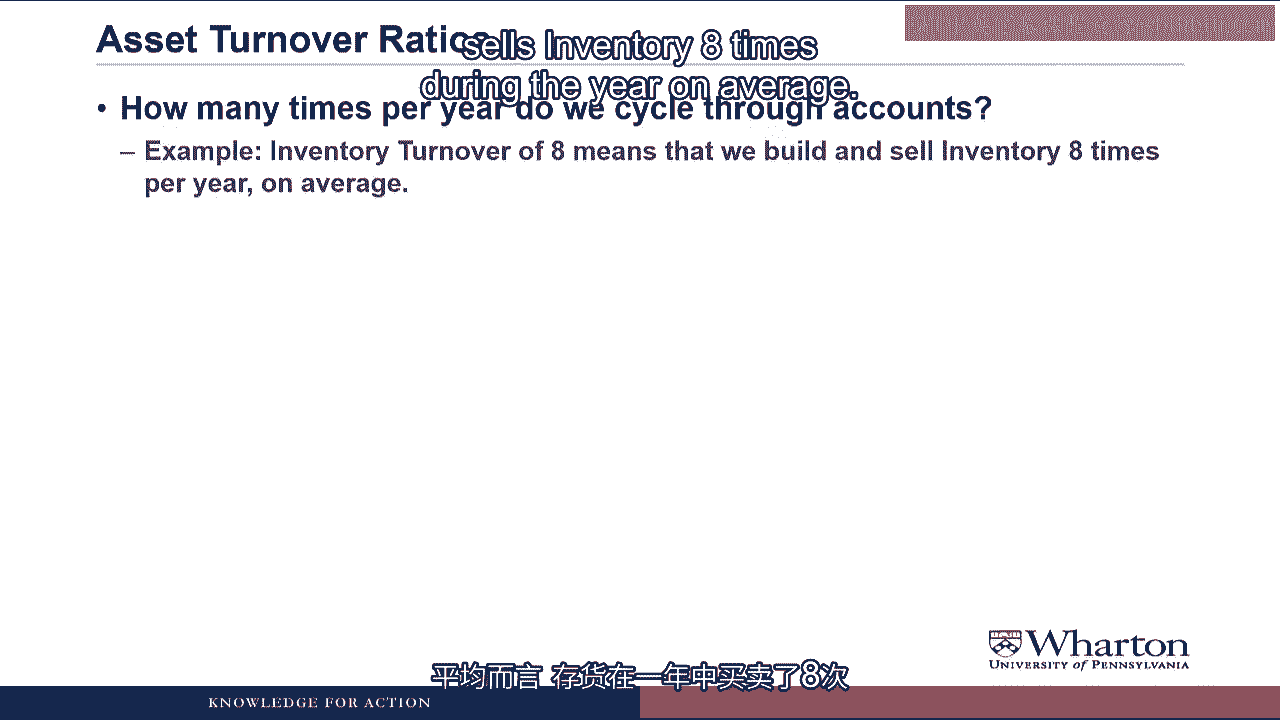 Asset Turnover Ratios
sells Inventory 8 times
during the year on average.
• How many times per year do we cycle through accounts?
– Example: Inventory Turnover of 8 means that we build and sell Inventory 8 times
per year, on average.
Wharton
UNIVERSITY of PENNSYLVANIA
平均而言 存货在一年中买卖了8次
KNOWLEDGE FOR ACTION